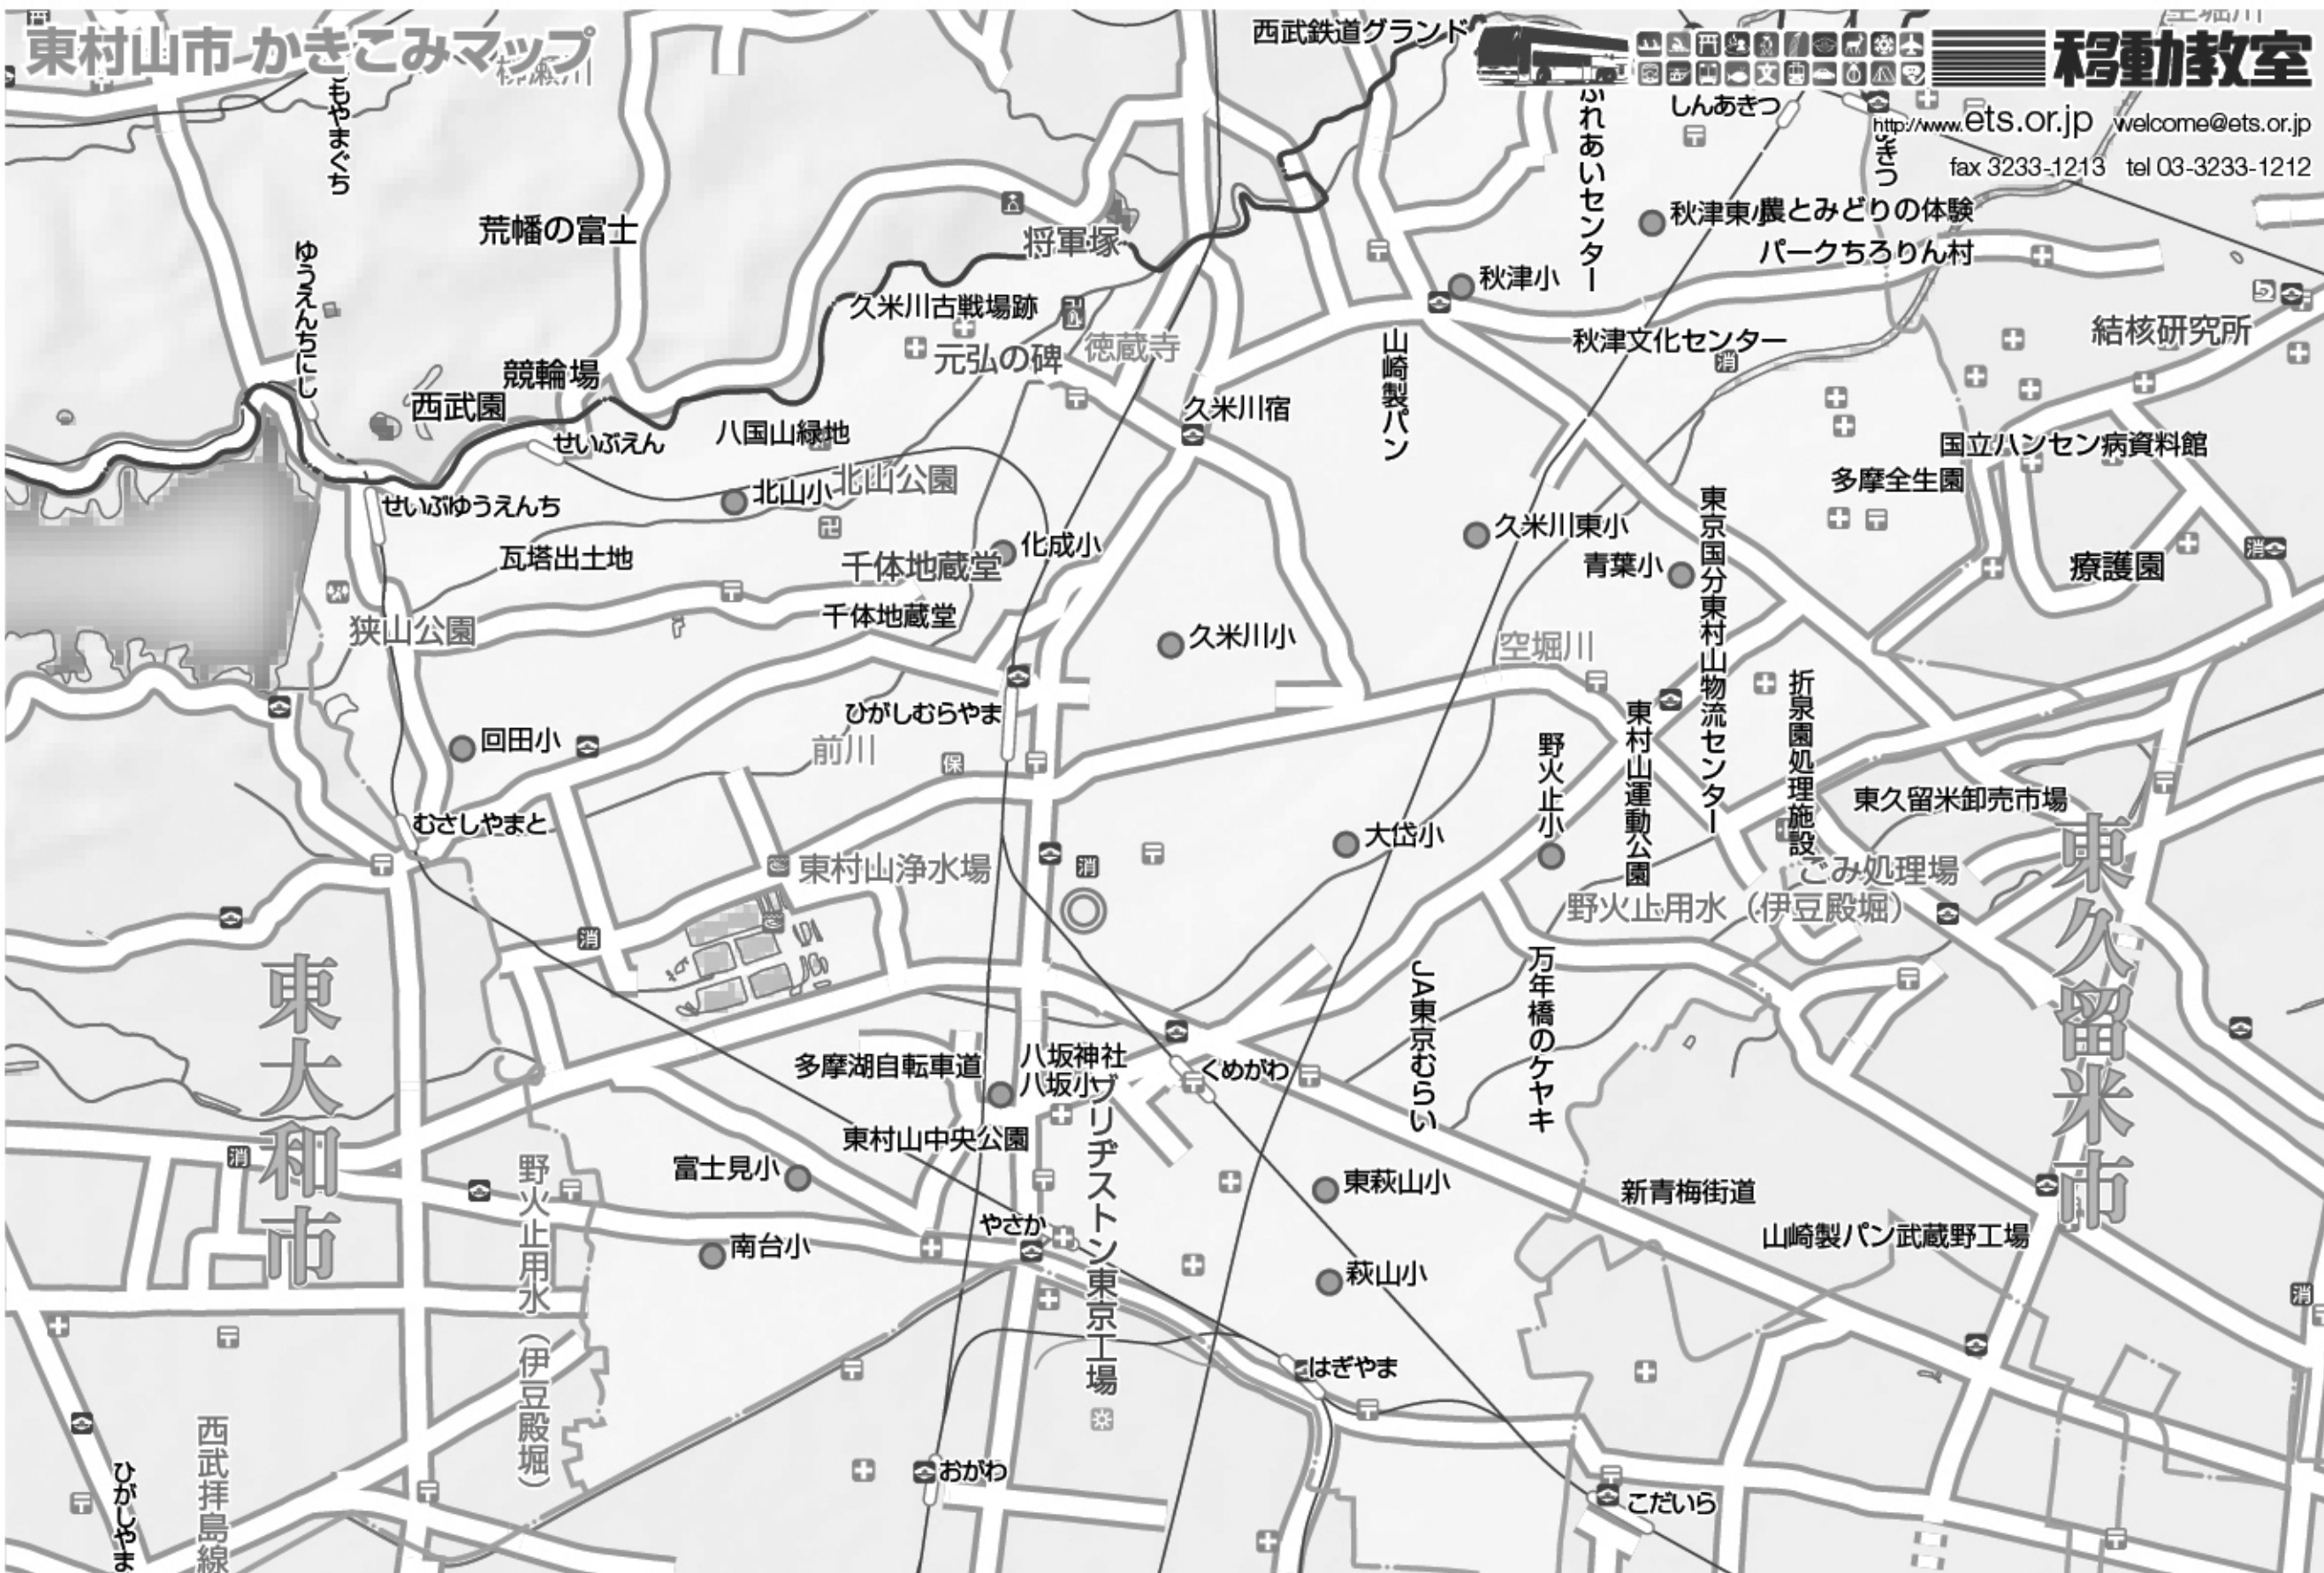 東村山市 かきこみマップ
柳瀬川
西武鉄道グランド
移動教室
http://www.ets.or.jp welcome@ets.or.jp
fax 3233-1213 tel 03-3233-1212
空堀川
もやまぐち
しんあきつ
きつ
ふれあいセンター
荒幡の富士
将軍塚
秋津東小
農とみどりの体験
パークちろりん村
ゆうえんちにし
秋津小
久米川古戦場跡
元弘の碑
徳蔵寺
秋津文化センター
結核研究所
山崎製パン
競輪場
西武園
久米川宿
せいぶえん
八国山緑地
国立ハンセン病資料館
北山小
北山公園
多摩全生園
せいぶゆうえんち
久米川東小
東京国分東村山物流センター
瓦塔出土地
千体地蔵堂
化成小
青葉小
療護園
千体地蔵堂
狭山公園
久米川小
空堀川
折泉園処理施設
ひがしむらやま
東村山運動公園
回田小
前川
保
野火止小
東久留米卸売市場
むさしやまと
大岱小
東村山浄水場
消
ごみ処理場
野火止用水（伊豆殿堀）
東久留米市
東大和市
万年橋のケヤキ
JA東京むらい
多摩湖自転車道
八坂神社
八坂小
くめがわ
ブリヂストン東京工場
東村山中央公園
富士見小
東萩山小
新青梅街道
野火止用水（伊豆殿堀）
やさか
南台小
山崎製パン武蔵野工場
萩山小
はぎやま
西武拝島線
ひがしやま
おがわ
こだいら